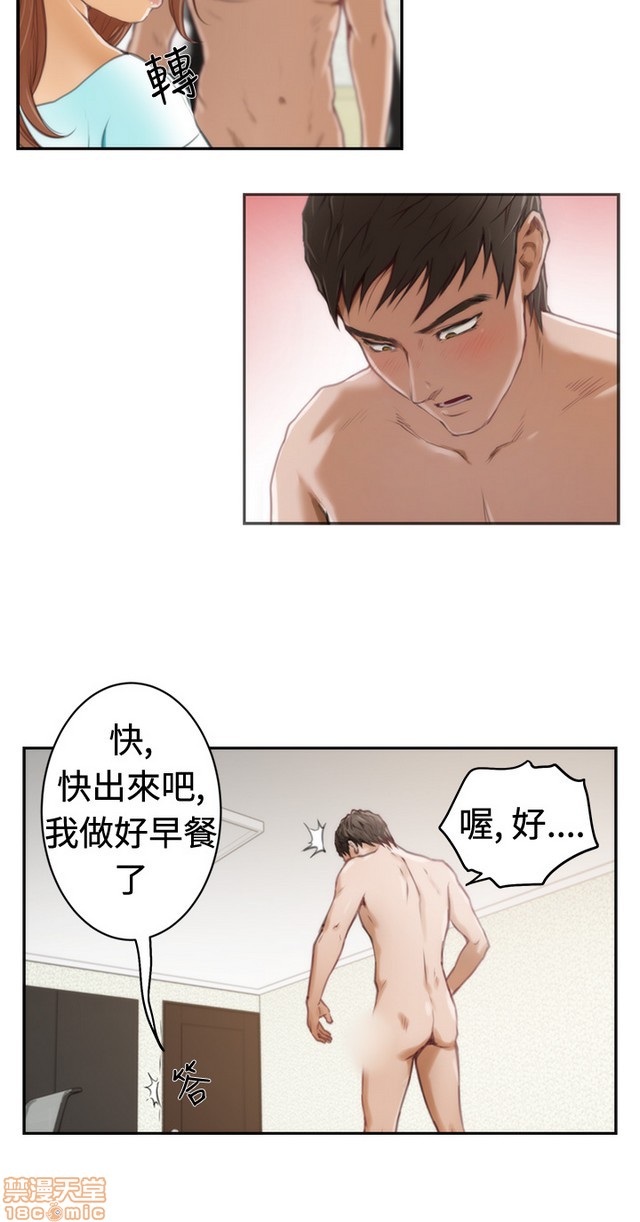 轉
快,
快出來吧,
我做好早餐
了
喔, 好....
答
禁漫天堂
18comic